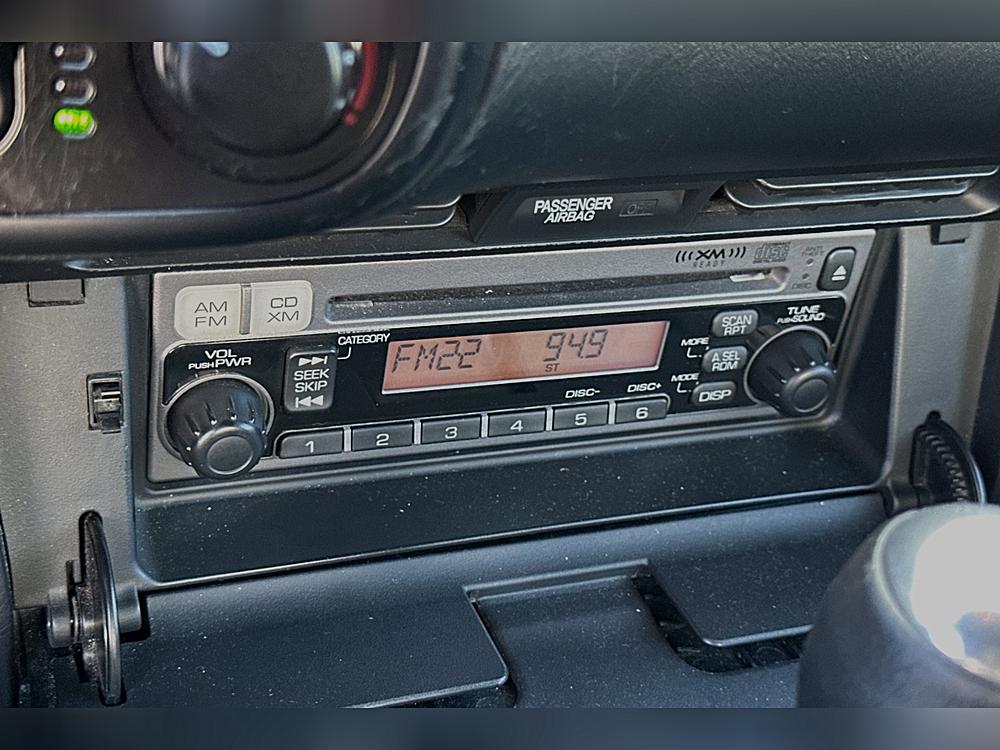 PASSENGER
AIRBAG
(((XM)))
READY
disc
AM
FM
CD
XM
CATEGORY
VOL
PUSH PWR
SEEK
SKIP
FM22 94.9
ST
SCAN
RPT
TUNE
PUSH SOUND
MORE
A.SEL
RDM
MODE
DISP
DISC-
DISC+
1
2
3
4
5
6